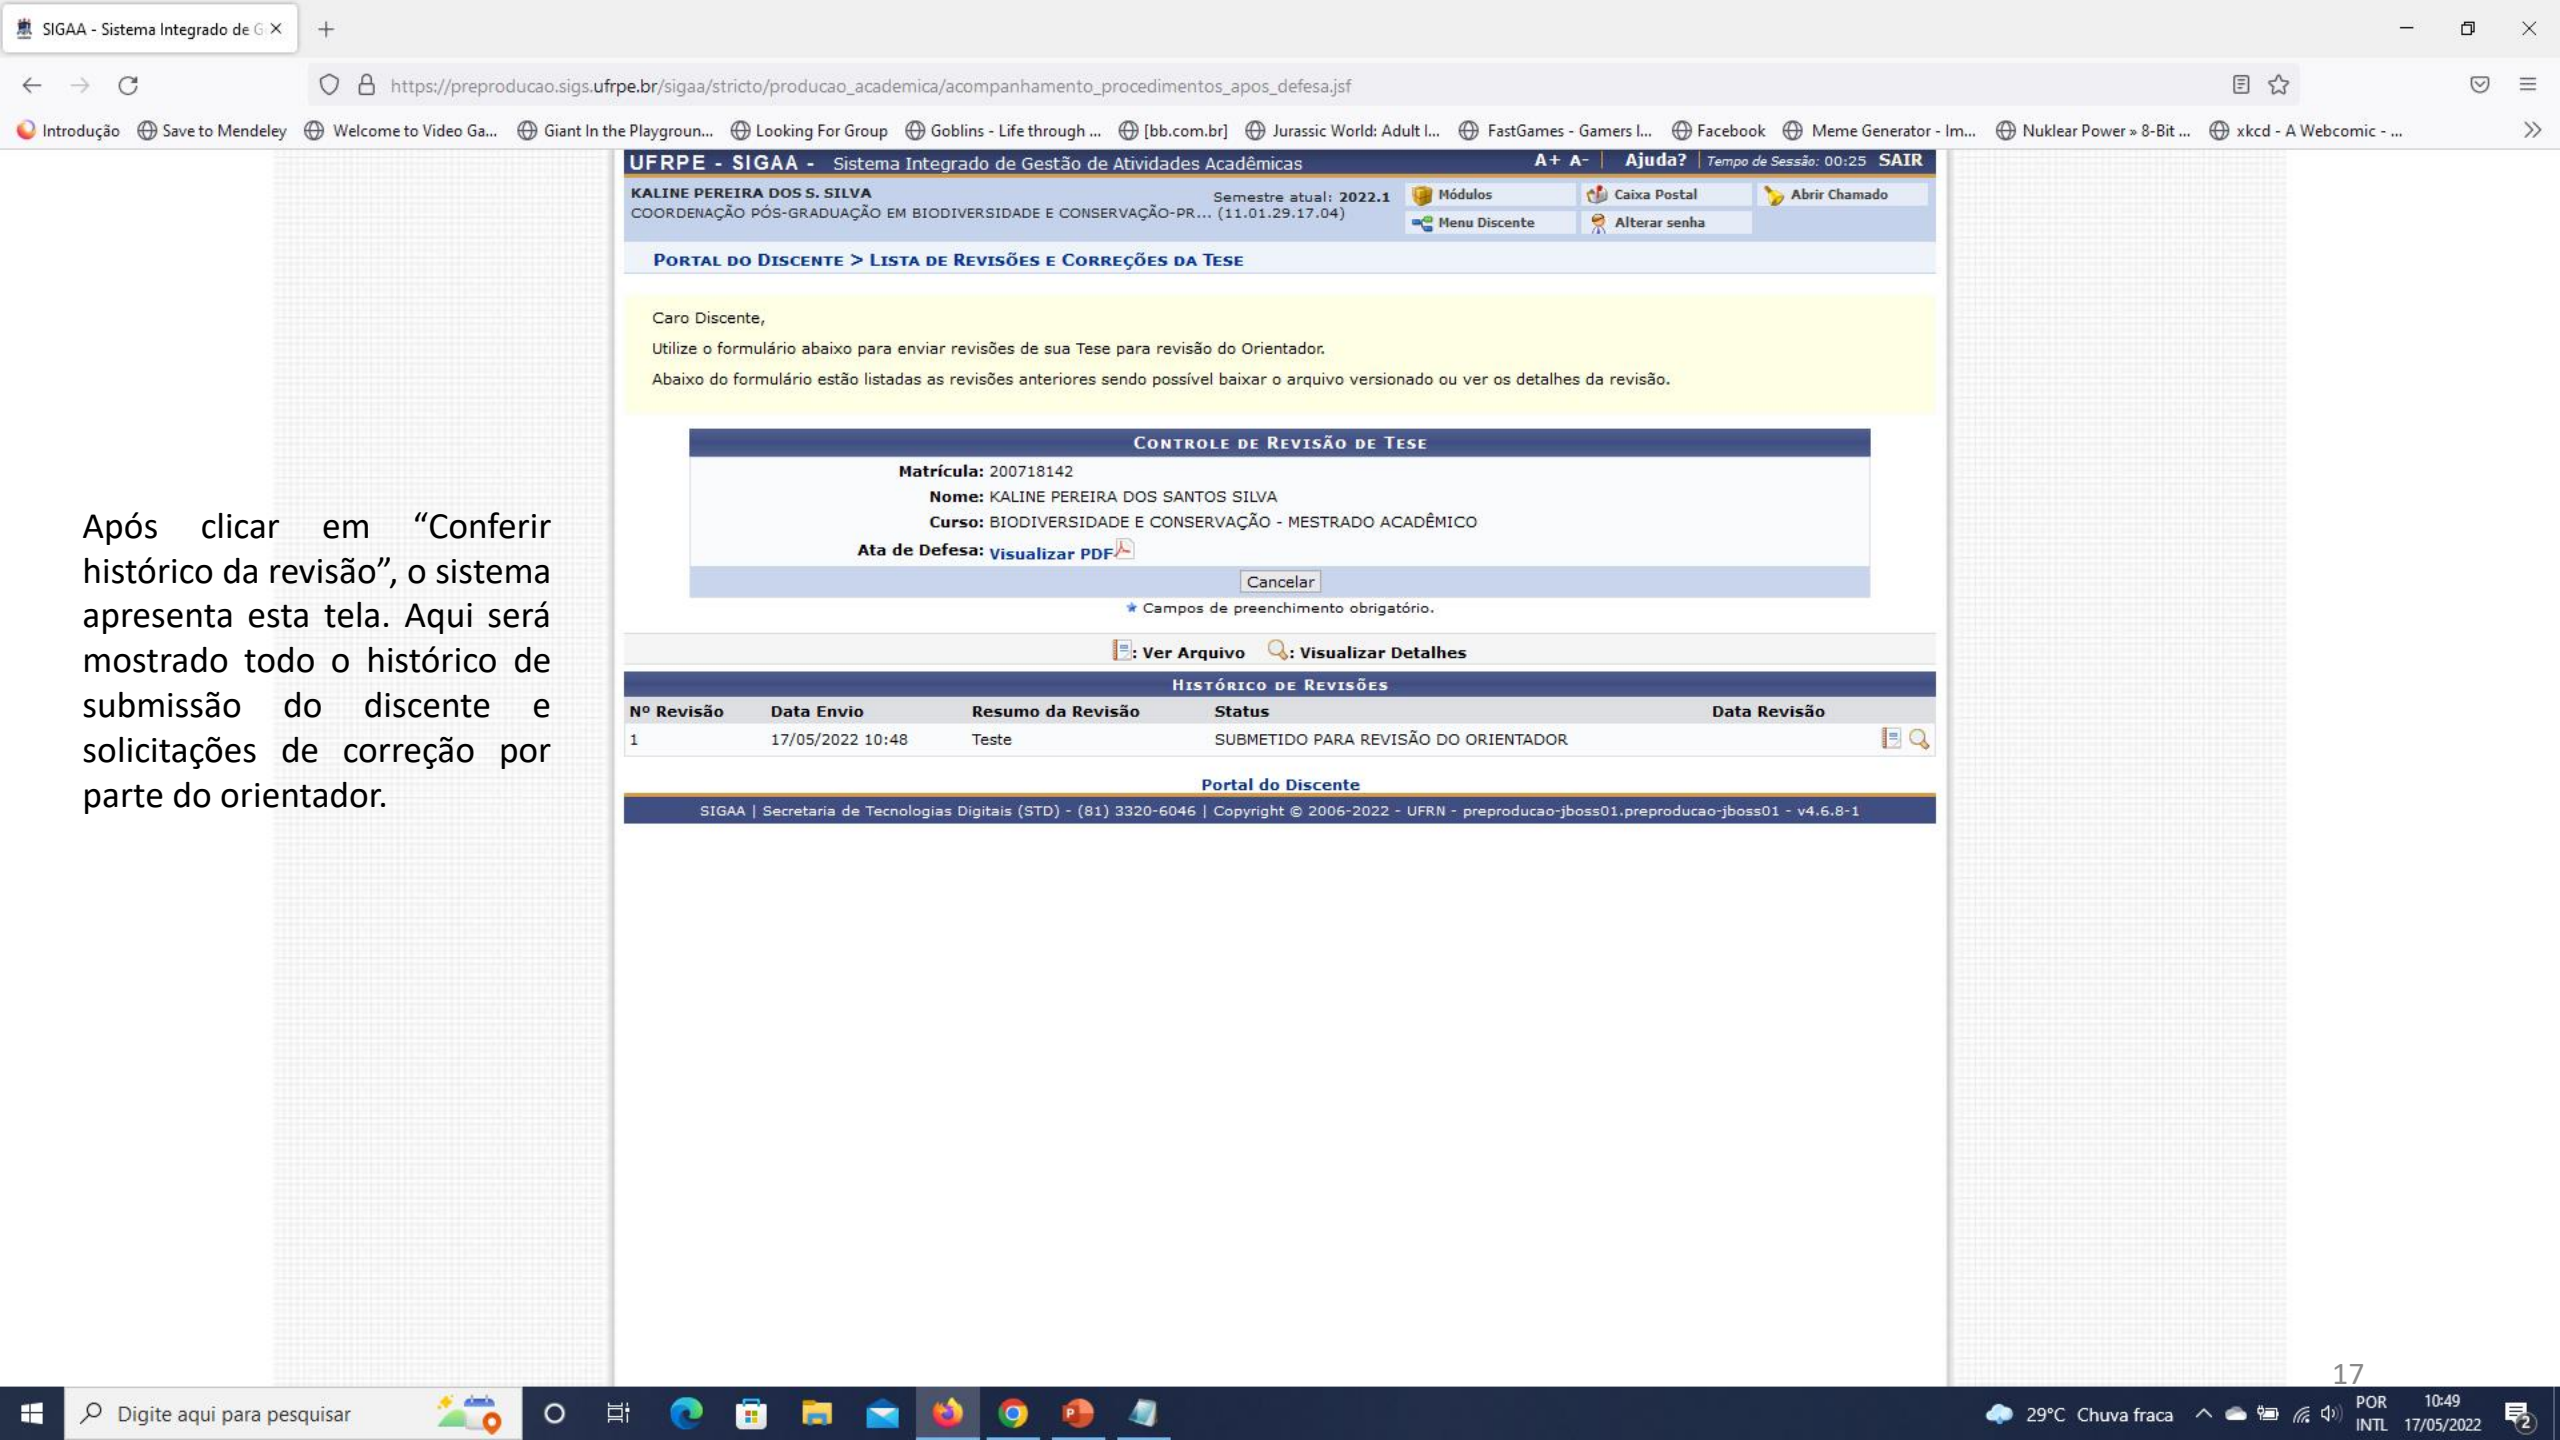 SIGAA - Sistema Integrado de G
https://preproducao.sigs.ufrpe.br/sigaa/stricto/producao_academica/acompanhamento_procedimentos_apos_defesa.jsf
Introdução Save to Mendeley Welcome to Video Ga... Giant In the Playgroun... Looking For Group Goblins - Life through ... [bb.com.br] Jurassic World: Adult I... FastGames - Gamers I... Facebook Meme Generator - Im... Nuklear Power » 8-Bit ... xkcd - A Webcomic - ...
UFRPE - SIGAA - Sistema Integrado de Gestão de Atividades Acadêmicas A+ A- | Ajuda? | Tempo de Sessão: 00:25 SAIR
KALINE PEREIRA DOS S. SILVA Semestre atual: 2022.1 Módulos Caixa Postal Abrir Chamado
COORDENAÇÃO PÓS-GRADUAÇÃO EM BIODIVERSIDADE E CONSERVAÇÃO-PR... (11.01.29.17.04) Menu Discente Alterar senha
PORTAL DO DISCENTE > LISTA DE REVISÕES E CORREÇÕES DA TESE
Caro Discente,
Utilize o formulário abaixo para enviar revisões de sua Tese para revisão do Orientador.
Abaixo do formulário estão listadas as revisões anteriores sendo possível baixar o arquivo versionado ou ver os detalhes da revisão.
CONTROLE DE REVISÃO DE TESE
Matrícula: 200718142
Nome: KALINE PEREIRA DOS SANTOS SILVA
Curso: BIODIVERSIDADE E CONSERVAÇÃO - MESTRADO ACADÊMICO
Ata de Defesa: Visualizar PDF
Cancelar
Campos de preenchimento obrigatório.
: Ver Arquivo : Visualizar Detalhes
HISTÓRICO DE REVISÕES
Nº Revisão Data Envio Resumo da Revisão Status Data Revisão
1 17/05/2022 10:48 Teste SUBMETIDO PARA REVISÃO DO ORIENTADOR
Portal do Discente
SIGAA | Secretaria de Tecnologias Digitais (STD) - (81) 3320-6046 | Copyright © 2006-2022 - UFRN - preproducao-jboss01.preproducao-jboss01 - v4.6.8-1
Após clicar em “Conferir
histórico da revisão”, o sistema
apresenta esta tela. Aqui será
mostrado todo o histórico de
submissão do discente e
solicitações de correção por
parte do orientador.
17
Digite aqui para pesquisar
29°C Chuva fraca
POR 10:49
INTL 17/05/2022
2